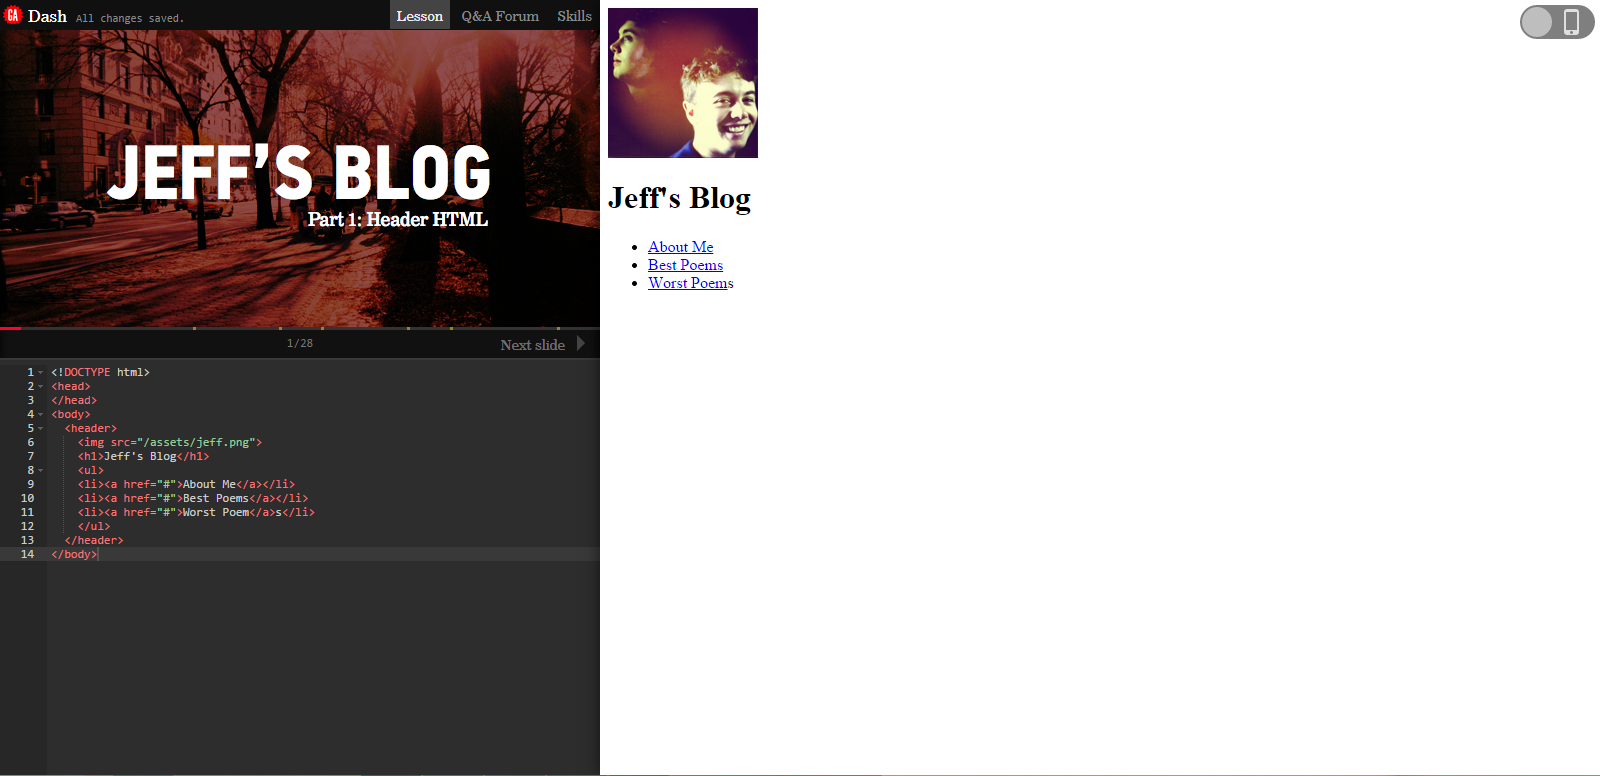 GA Dash All changes saved. Lesson Q&A Forum Skills
JEFF'S BLOG
Part 1: Header HTML
1/28 Next slide
1 <!DOCTYPE html>
2 <head>
3 </head>
4 <body>
5 <header>
6 <img src="/assets/jeff.png">
7 <h1>Jeff's Blog</h1>
8 <ul>
9 <li><a href="#">About Me</a></li>
10 <li><a href="#">Best Poems</a></li>
11 <li><a href="#">Worst Poem</a>s</li>
12 </ul>
13 </header>
14 </body>
Jeff's Blog
About Me
Best Poems
Worst Poems